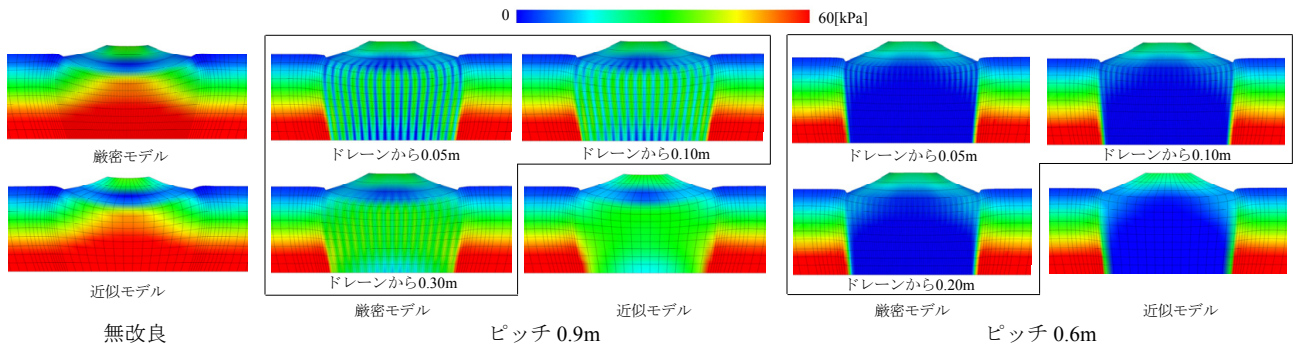 0
60[kPa]
厳密モデル
ドレーンから0.05m
ドレーンから0.10m
ドレーンから0.05m
ドレーンから0.10m
近似モデル
ドレーンから0.30m
ドレーンから0.20m
厳密モデル
近似モデル
厳密モデル
近似モデル
無改良
ピッチ 0.9m
ピッチ 0.6m